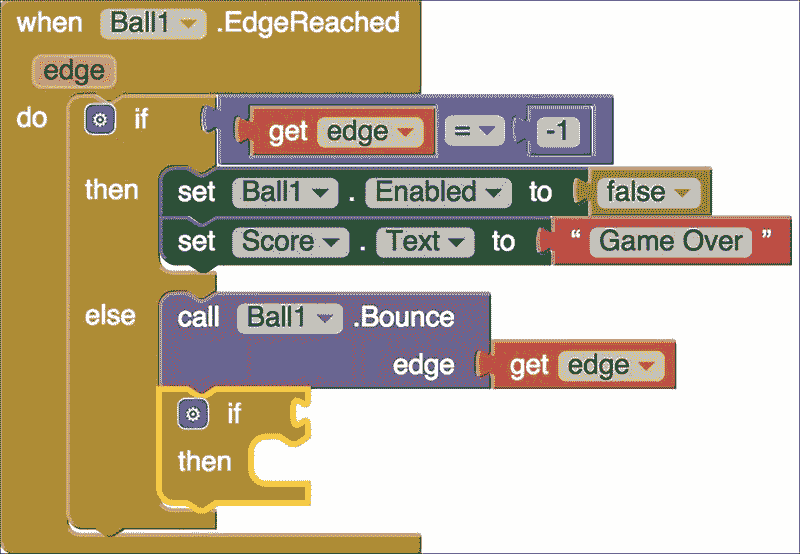 when Ball1 .EdgeReached
edge
do if get edge = -1
then set Ball1 . Enabled to false
set Score . Text to “ Game Over ”
else call Ball1 .Bounce
edge get edge
if
then